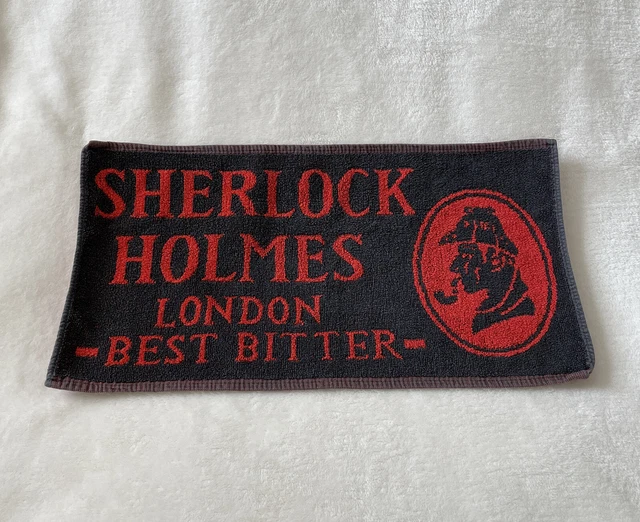 SHERLOCK
HOLMES
LONDON
-BEST BITTER-